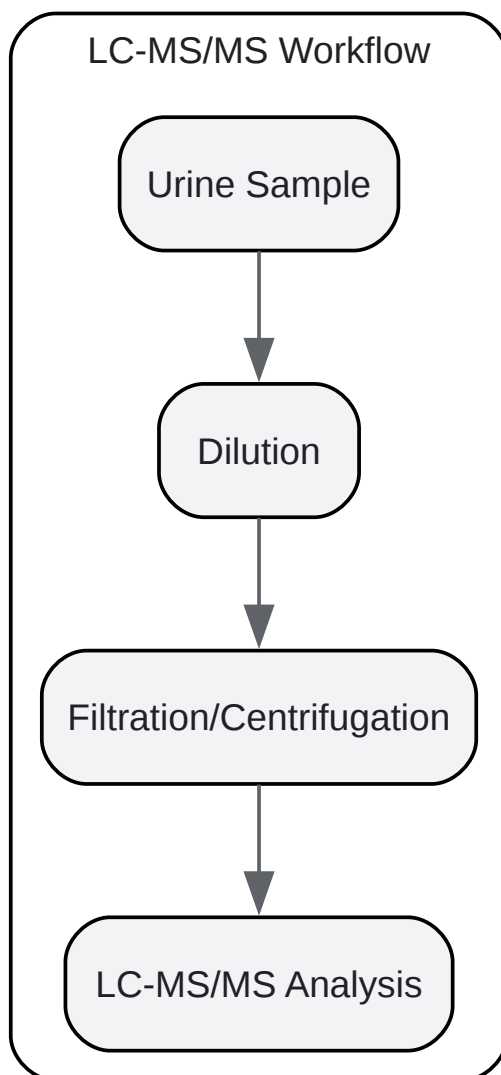 LC-MS/MS Workflow
Urine Sample
Dilution
Filtration/Centrifugation
LC-MS/MS Analysis